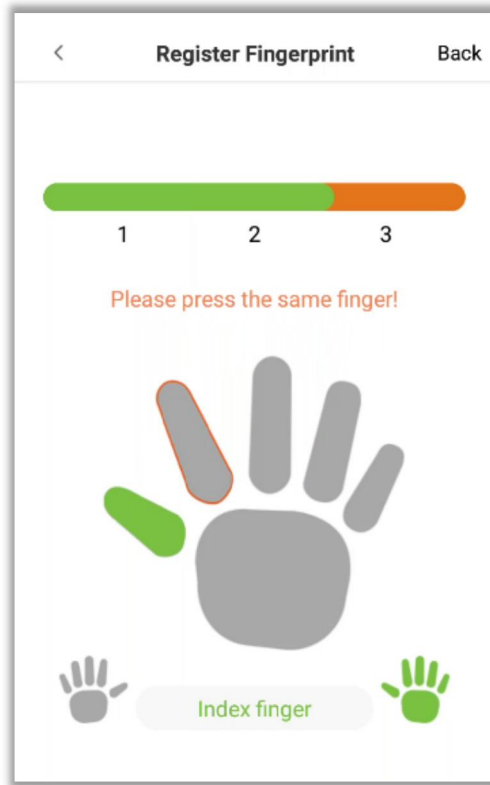 Register Fingerprint Back
1 2 3
Please press the same finger!
Index finger